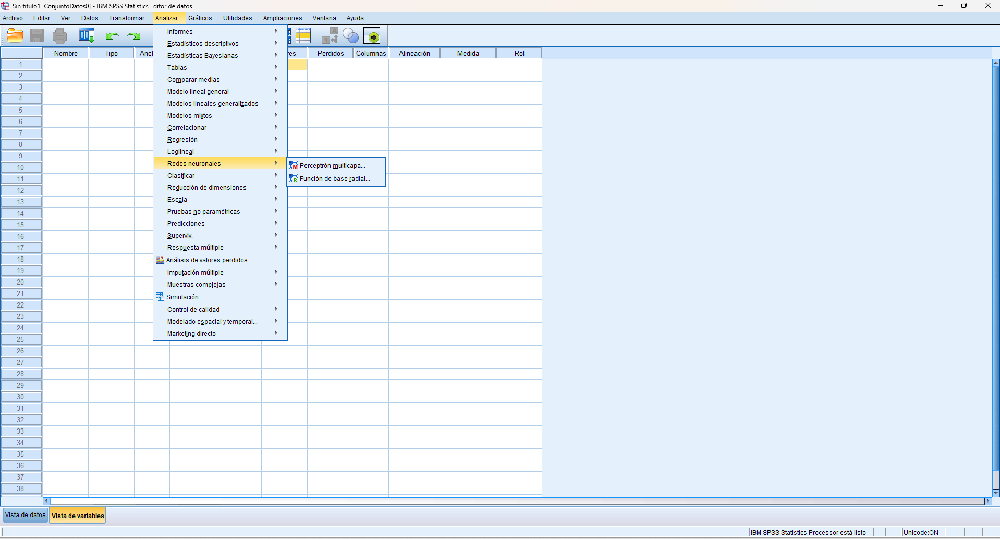 Sin título1 [ConjuntoDatos0] - IBM SPSS Statistics Editor de datos
Archivo Editar Ver Datos Transformar Analizar Gráficos Utilidades Ampliaciones Ventana Ayuda
Nombre Tipo Ancl res Perdidos Columnas Alineación Medida Rol
Informes
Estadísticos descriptivos
Estadísticas Bayesianas
Tablas
Comparar medias
Modelo lineal general
Modelos lineales generalizados
Modelos mixtos
Correlacionar
Regresión
Loglineal
Redes neuronales
Perceptrón multicapa...
Función de base radial...
Clasificar
Reducción de dimensiones
Escala
Pruebas no paramétricas
Predicciones
Superviv.
Respuesta múltiple
Análisis de valores perdidos...
Imputación múltiple
Muestras complejas
Simulación...
Control de calidad
Modelado espacial y temporal...
Marketing directo
1
2
3
4
5
6
7
8
9
10
11
12
13
14
15
16
17
18
19
20
21
22
23
24
25
26
27
28
29
30
31
32
33
34
35
36
37
38
Vista de datos Vista de variables
IBM SPSS Statistics Processor está listo Unicode:ON